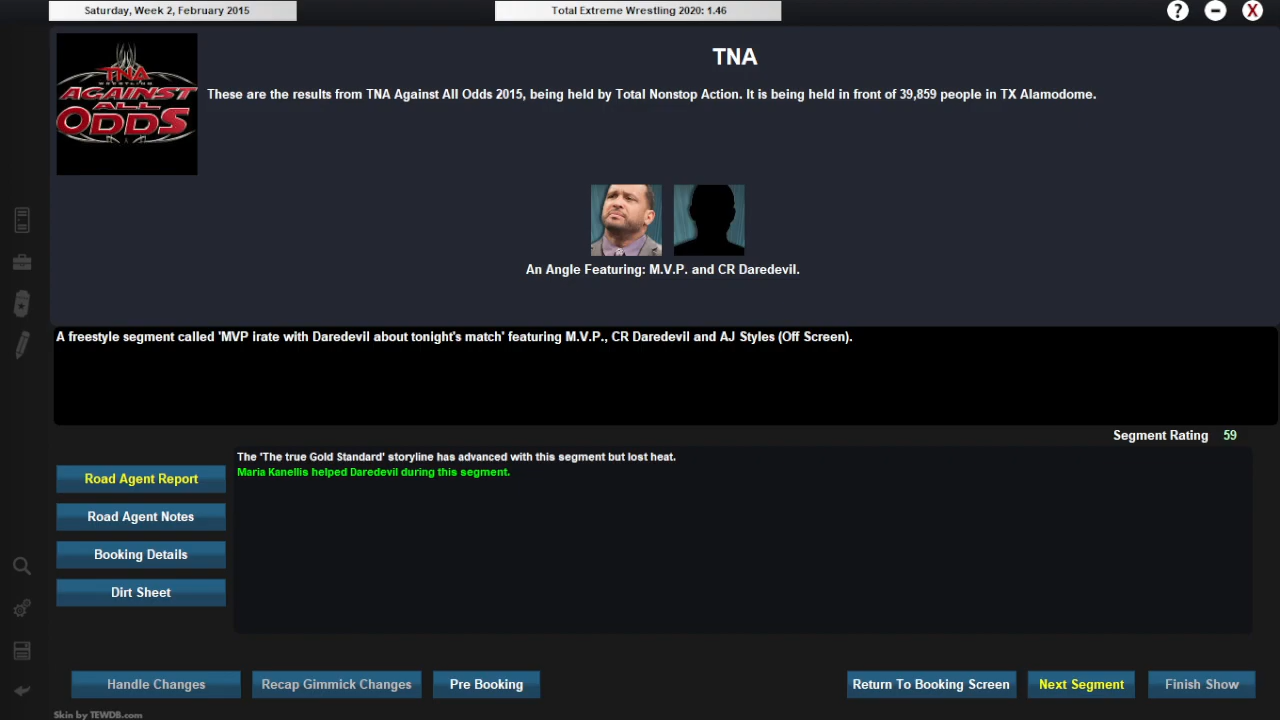 Saturday, Week 2, February 2015
Total Extreme Wrestling 2020: 1.46
? X
TNA
WRESTLING
AGAINST
ALL
ODDS
TNA
These are the results from TNA Against All Odds 2015, being held by Total Nonstop Action. It is being held in front of 39,859 people in TX Alamodome.
An Angle Featuring: M.V.P. and CR Daredevil.
A freestyle segment called 'MVP irate with Daredevil about tonight's match' featuring M.V.P., CR Daredevil and AJ Styles (Off Screen).
Segment Rating 59
The 'The true Gold Standard' storyline has advanced with this segment but lost heat.
Maria Kanellis helped Daredevil during this segment.
Road Agent Report
Road Agent Notes
Booking Details
Dirt Sheet
Handle Changes
Recap Gimmick Changes
Pre Booking
Return To Booking Screen
Next Segment
Finish Show
Skin by TEWDB.com